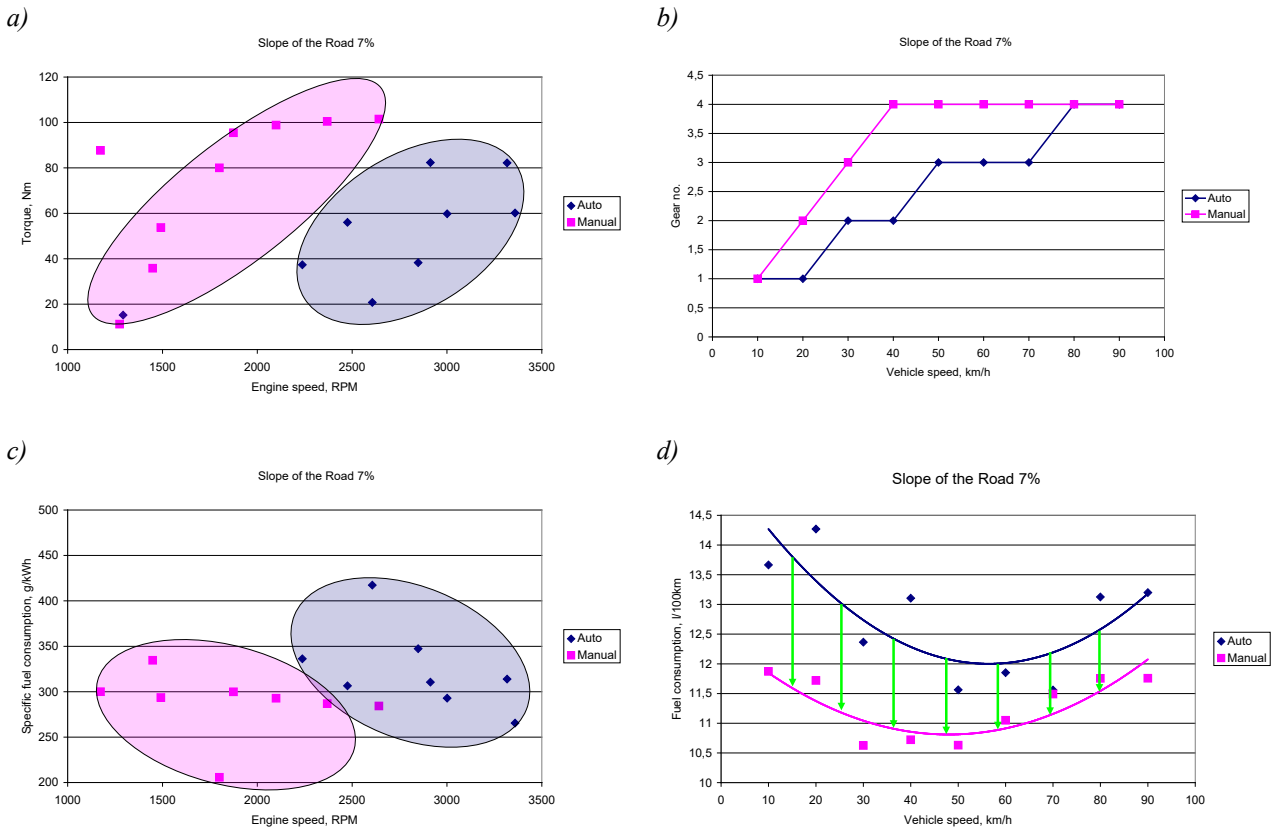 a)
Slope of the Road 7%
120
100
80
60
40
20
0
1000 1500 2000 2500 3000 3500
Torque, Nm
Engine speed, RPM
Auto
Manual
b)
Slope of the Road 7%
4,5
4
3,5
3
2,5
2
1,5
1
0,5
0
0 10 20 30 40 50 60 70 80 90 100
Gear no.
Vehicle speed, km/h
Auto
Manual
c)
Slope of the Road 7%
500
450
400
350
300
250
200
1000 1500 2000 2500 3000 3500
Specific fuel consumption, g/kWh
Engine speed, RPM
Auto
Manual
d)
Slope of the Road 7%
14,5
14
13,5
13
12,5
12
11,5
11
10,5
10
0 10 20 30 40 50 60 70 80 90 100
Fuel consumption, l/100km
Vehicle speed, km/h
Auto
Manual